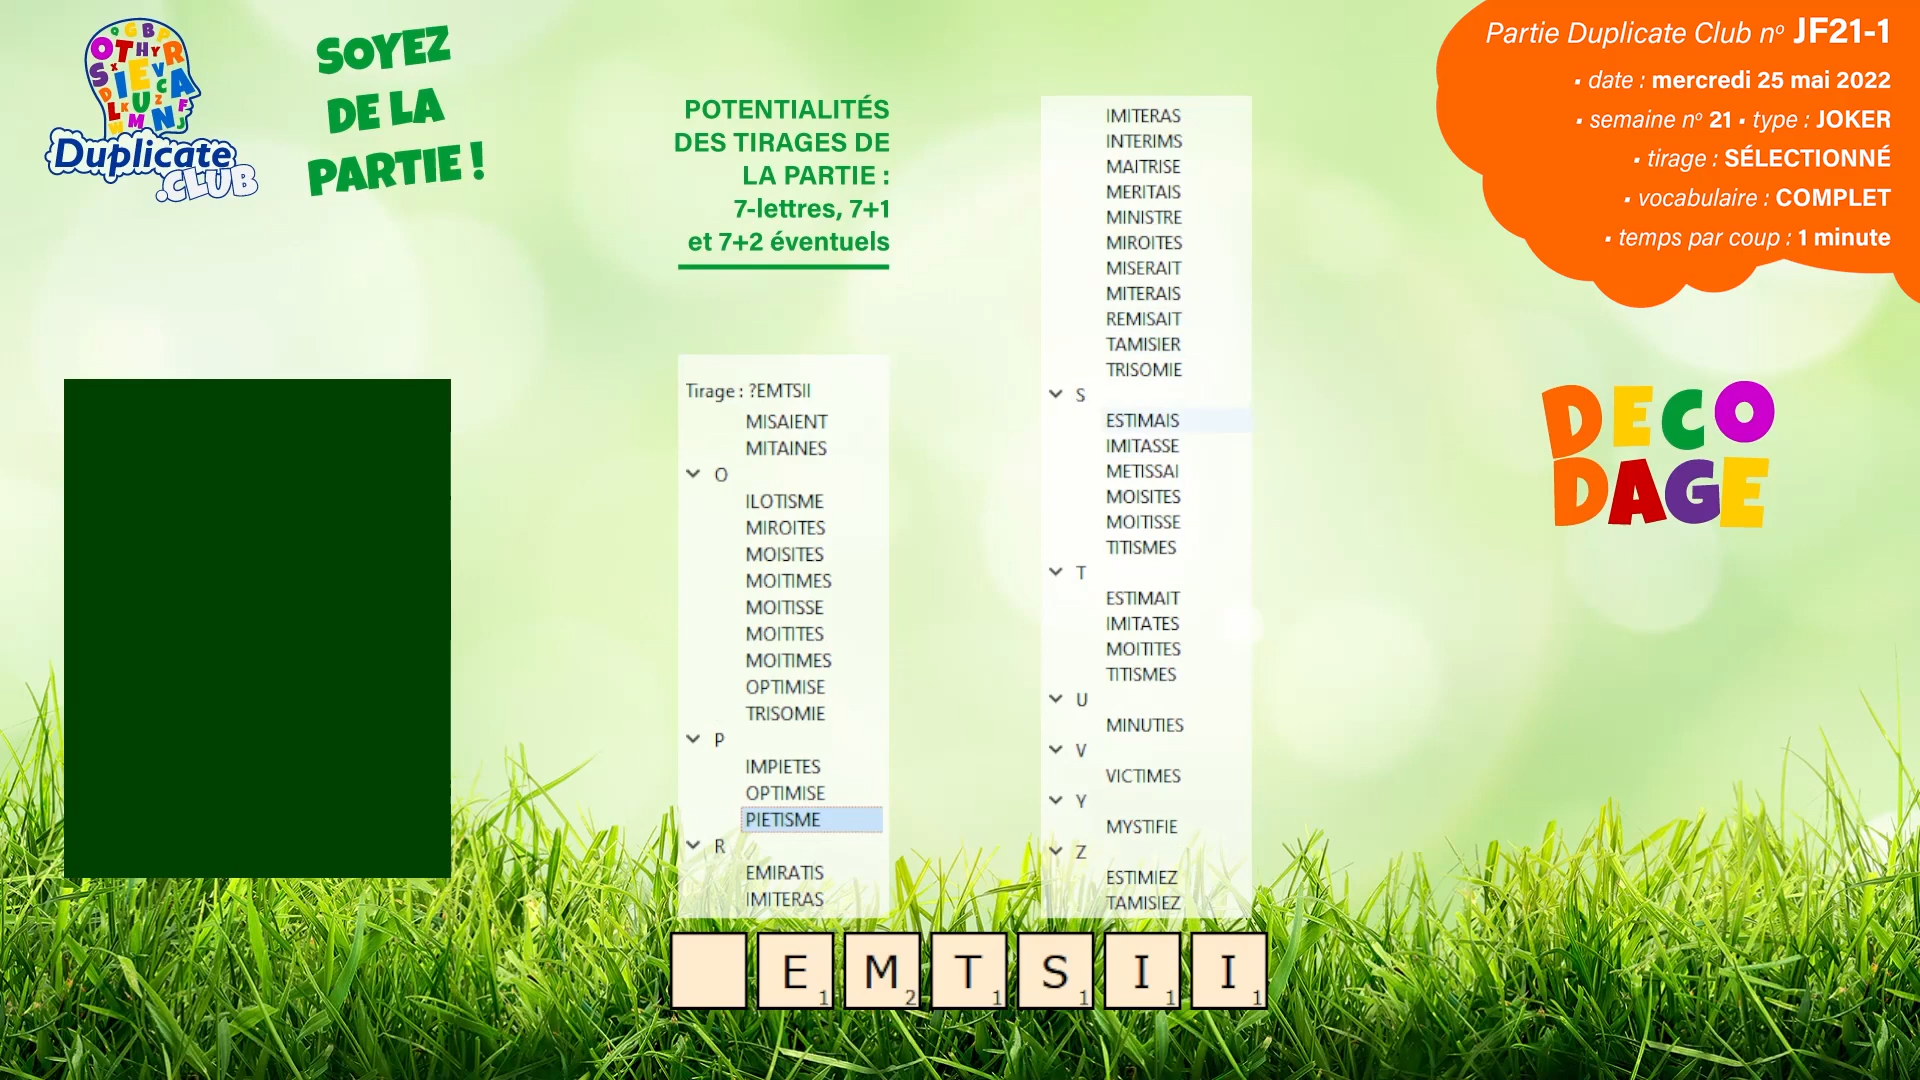 Duplicate
.CLUB
SOYEZ
DE LA
PARTIE !
POTENTIALITÉS
DES TIRAGES DE
LA PARTIE :
7-lettres, 7+1
et 7+2 éventuels
Tirage : ?EMTSII
MISAIENT
MITAINES
O
ILOTISME
MIROITES
MOISITES
MOITIMES
MOITISSE
MOITITES
MOITIMES
OPTIMISE
TRISOMIE
P
IMPIETES
OPTIMISE
PIETISME
R
EMIRATIS
IMITERAS
IMITERAS
INTERIMS
MAITRISE
MERITAIS
MINISTRE
MIROITES
MISERAIT
MITERAIS
REMISAIT
TAMISIER
TRISOMIE
S
ESTIMAIS
IMITASSE
METISSAI
MOISITES
MOITISSE
TITISMES
T
ESTIMAIT
IMITATES
MOITITES
TITISMES
U
MINUTIES
V
VICTIMES
Y
MYSTIFIE
Z
ESTIMIEZ
TAMISIEZ
Partie Duplicate Club nº JF21-1
• date : mercredi 25 mai 2022
• semaine nº 21 • type : JOKER
• tirage : SÉLECTIONNÉ
• vocabulaire : COMPLET
• temps par coup : 1 minute
DECO
DAGE
E1 M2 T1 S1 I1 I1